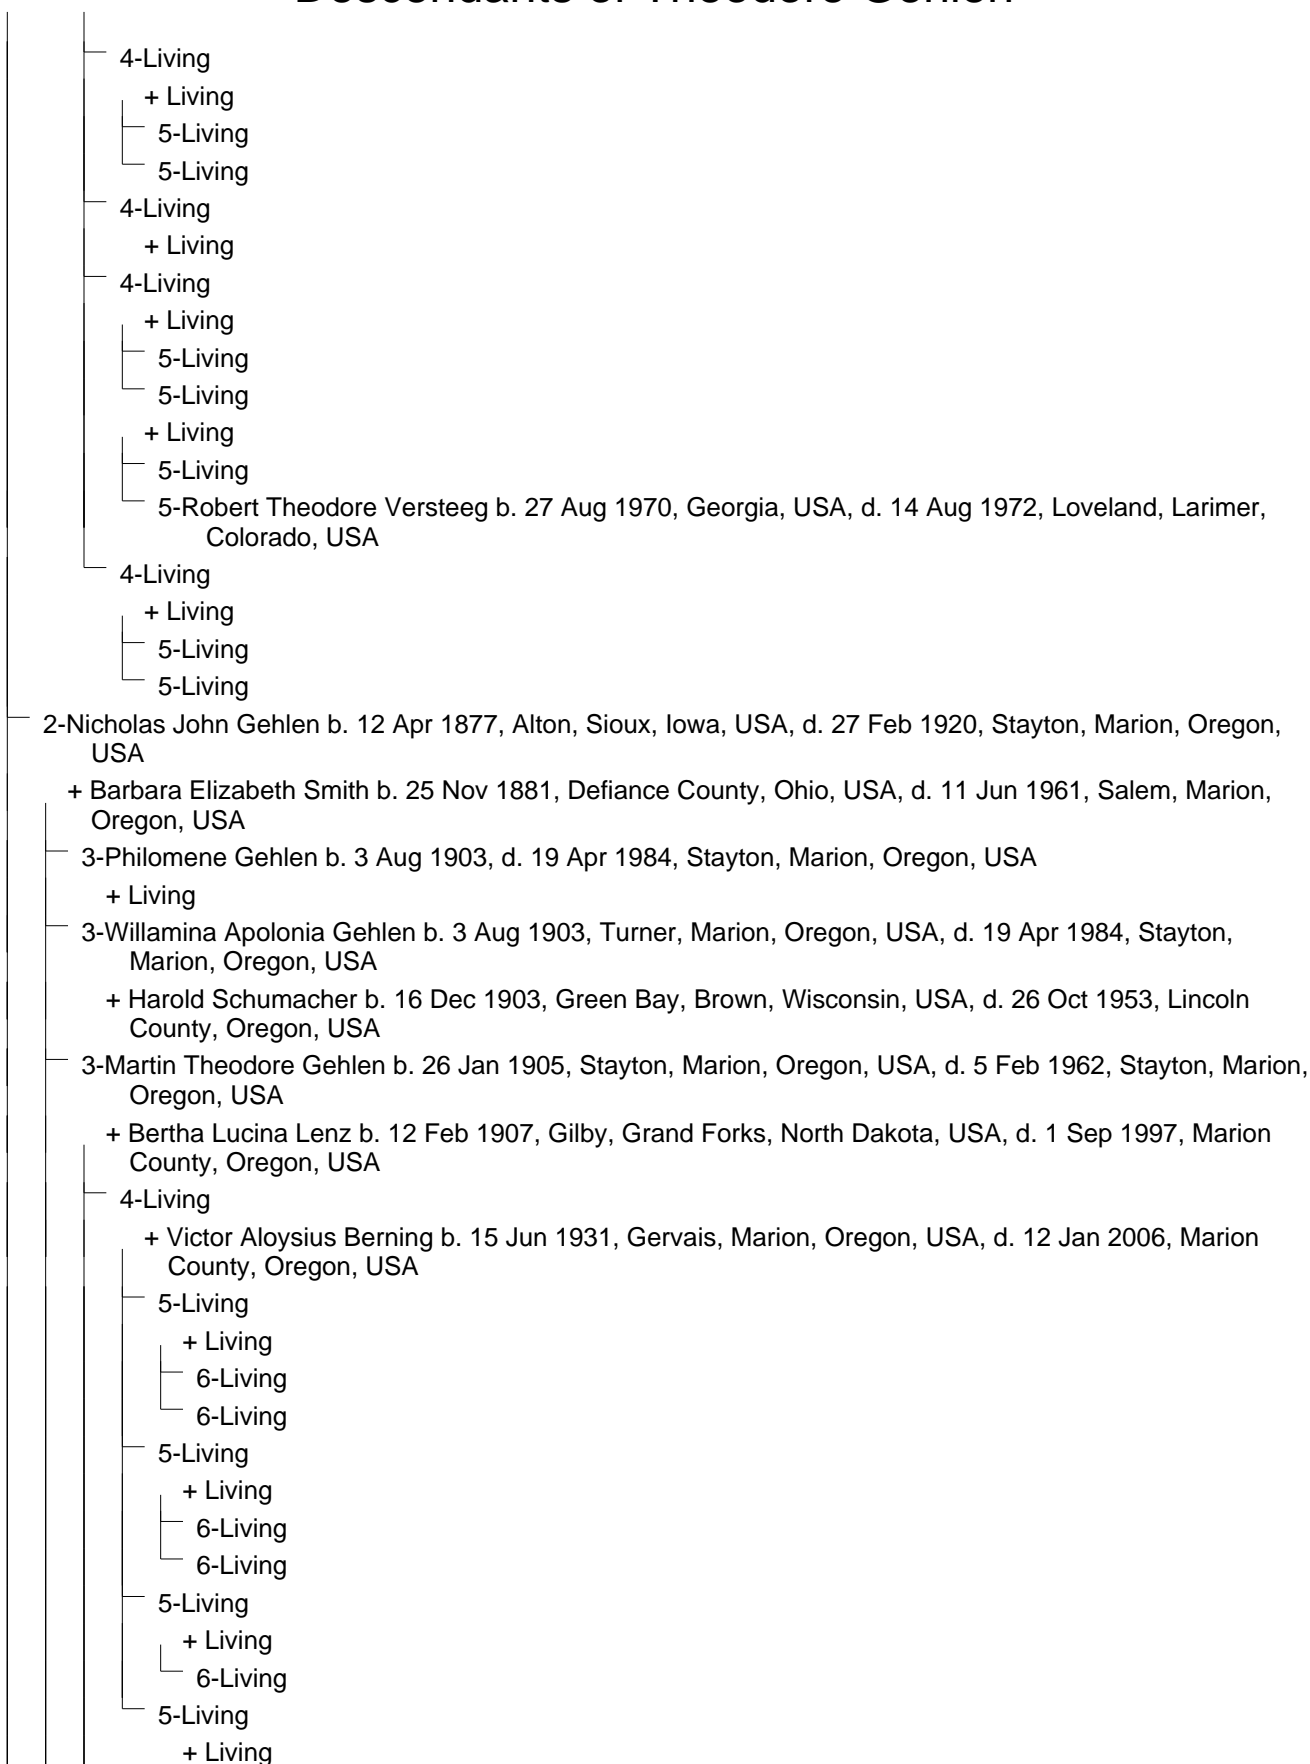 Descendants of Theodore Gehlen
4-Living
+ Living
5-Living
5-Living
4-Living
+ Living
4-Living
+ Living
5-Living
5-Living
+ Living
5-Living
5-Robert Theodore Versteeg b. 27 Aug 1970, Georgia, USA, d. 14 Aug 1972, Loveland, Larimer,
Colorado, USA
4-Living
+ Living
5-Living
5-Living
2-Nicholas John Gehlen b. 12 Apr 1877, Alton, Sioux, Iowa, USA, d. 27 Feb 1920, Stayton, Marion, Oregon,
USA
+ Barbara Elizabeth Smith b. 25 Nov 1881, Defiance County, Ohio, USA, d. 11 Jun 1961, Salem, Marion,
Oregon, USA
3-Philomene Gehlen b. 3 Aug 1903, d. 19 Apr 1984, Stayton, Marion, Oregon, USA
+ Living
3-Willamina Apolonia Gehlen b. 3 Aug 1903, Turner, Marion, Oregon, USA, d. 19 Apr 1984, Stayton,
Marion, Oregon, USA
+ Harold Schumacher b. 16 Dec 1903, Green Bay, Brown, Wisconsin, USA, d. 26 Oct 1953, Lincoln
County, Oregon, USA
3-Martin Theodore Gehlen b. 26 Jan 1905, Stayton, Marion, Oregon, USA, d. 5 Feb 1962, Stayton, Marion,
Oregon, USA
+ Bertha Lucina Lenz b. 12 Feb 1907, Gilby, Grand Forks, North Dakota, USA, d. 1 Sep 1997, Marion
County, Oregon, USA
4-Living
+ Victor Aloysius Berning b. 15 Jun 1931, Gervais, Marion, Oregon, USA, d. 12 Jan 2006, Marion
County, Oregon, USA
5-Living
+ Living
6-Living
6-Living
5-Living
+ Living
6-Living
6-Living
5-Living
+ Living
6-Living
5-Living
+ Living